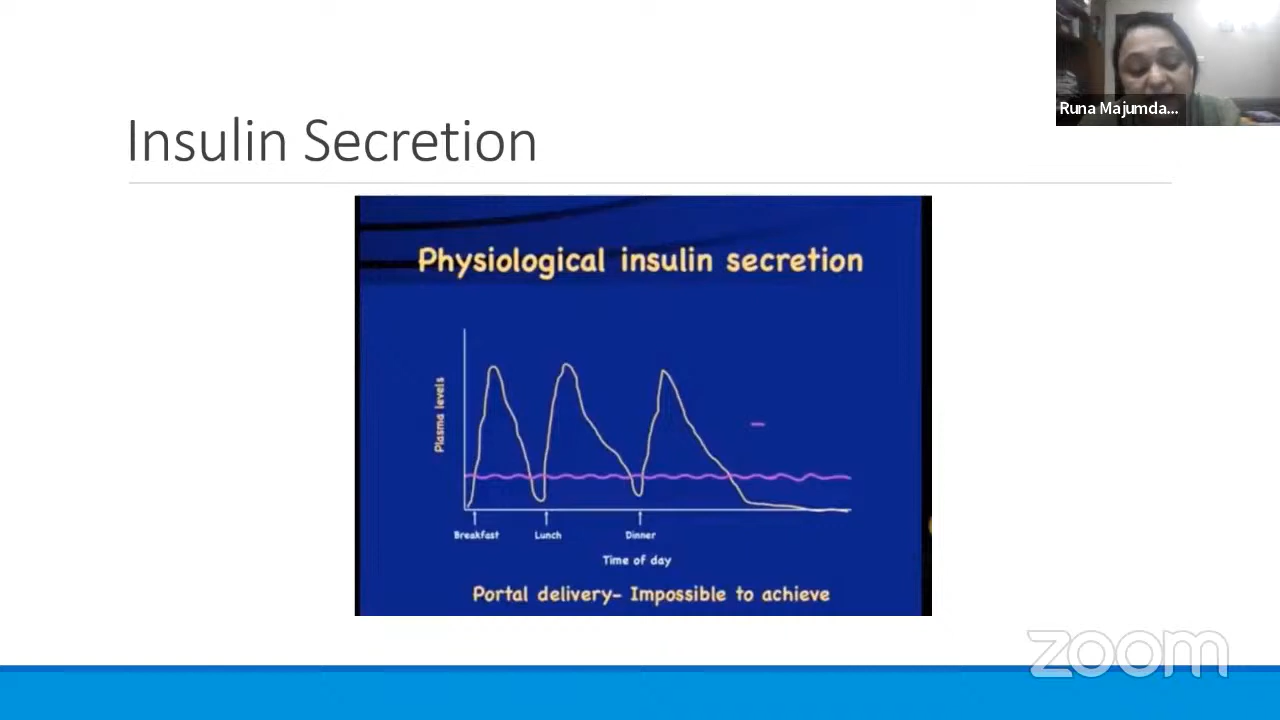 Runa Majumda...
Insulin Secretion
Physiological insulin secretion
Plasma levels
Breakfast
Lunch
Dinner
Time of day
Portal delivery- Impossible to achieve
zoom